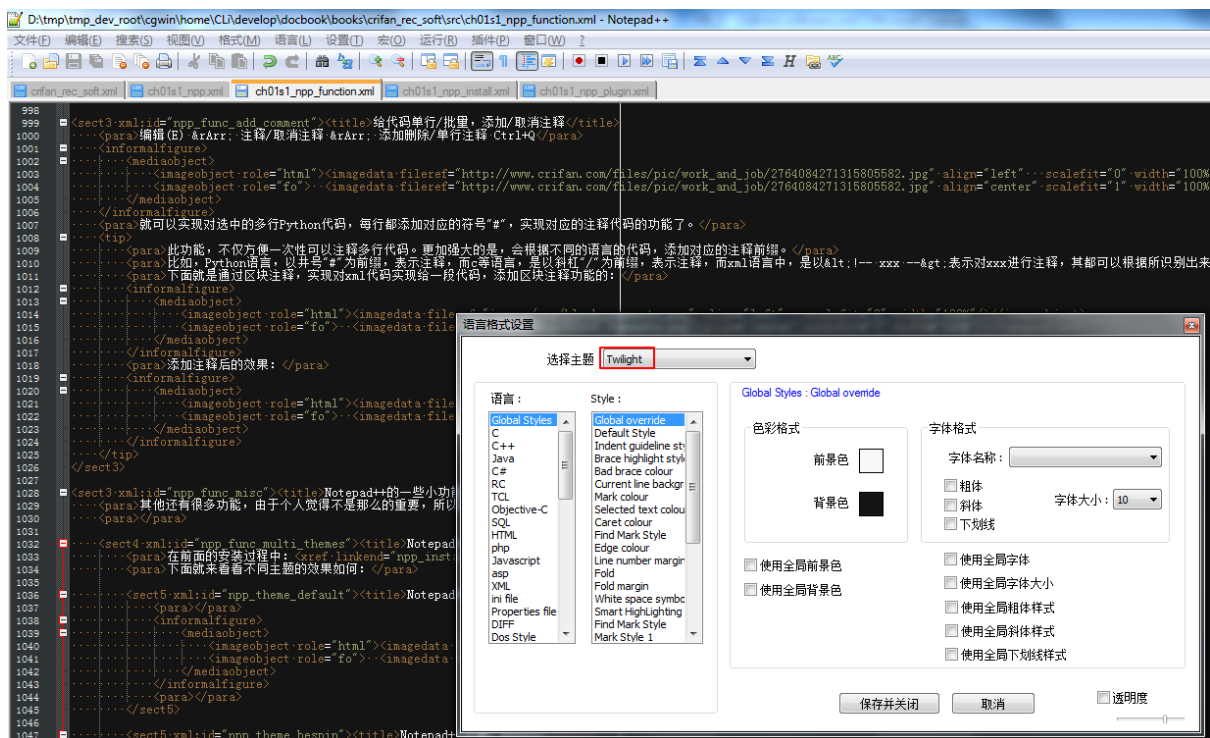 D:\tmp\tmp_dev_root\cgwin\home\CLi\develop\docbook\books\crifan_rec_soft\src\ch01s1_npp_function.xml - Notepad++
文件(F) 编辑(E) 搜索(S) 视图(V) 格式(M) 语言(L) 设置(T) 宏(O) 运行(R) 插件(P) 窗口(W) ?
crifan_rec_soft.xml ch01s1_npp.xml ch01s1_npp_function.xml ch01s1_npp_install.xml ch01s1_npp_plugin.xml
998
999 <sect3 xml:id="npp_func_add_comment"><title>给代码单行/批量，添加/取消注释</title>
1000 <para>编辑(E) &rArr; 注释/取消注释 &rArr; 添加删除/单行注释 Ctrl+Q</para>
1001 <informalfigure>
1002 <mediaobject>
1003 <imageobject role="html"><imagedata fileref="http://www.crifan.com/files/pic/work_and_job/2764084271315805582.jpg" align="left" scalefit="0" width="100%
1004 <imageobject role="fo"> <imagedata fileref="http://www.crifan.com/files/pic/work_and_job/2764084271315805582.jpg" align="center" scalefit="1" width="100%
1005 </mediaobject>
1006 </informalfigure>
1007 <para>就可以实现对选中的多行Python代码，每行都添加对应的符号"#"，实现对应的注释代码的功能了。</para>
1008 <tip>
1009 <para>此功能，不仅方便一次性可以注释多行代码。更加强大的是，会根据不同的语言的代码，添加对应的注释前缀。</para>
1010 <para>比如，Python语言，以井号"#"为前缀，表示注释，而c等语言，是以斜杠"/"为前缀，表示注释，而xml语言中，是以&lt;!-- xxx --&gt;表示对xxx进行注释，其都可以根据所识别出来
1011 <para>下面就是通过区块注释，实现对xml代码实现给一段代码，添加区块注释功能的：</para>
1012 <informalfigure>
1013 <mediaobject>
1014 <imageobject role="html"><imagedata file
1015 <imageobject role="fo"> <imagedata file
1016 </mediaobject>
1017 </informalfigure>
1018 <para>添加注释后的效果：</para>
1019 <informalfigure>
1020 <mediaobject>
1021 <imageobject role="html"><imagedata file
1022 <imageobject role="fo"> <imagedata file
1023 </mediaobject>
1024 </informalfigure>
1025 </tip>
1026 </sect3>
1027
1028 <sect3 xml:id="npp_func_misc"><title>Notepad++的一些小功
1029 <para>其他还有很多功能，由于个人觉得不是那么的重要，所以
1030 <para></para>
1031
1032 <sect4 xml:id="npp_func_multi_themes"><title>Notepad
1033 <para>在前面的安装过程中：<xref linkend="npp_inst
1034 <para>下面就来看看不同主题的效果如何：</para>
1035
1036 <sect5 xml:id="npp_theme_default"><title>Notepad
1037 <para></para>
1038 <informalfigure>
1039 <mediaobject>
1040 <imageobject role="html"><imagedata
1041 <imageobject role="fo"> <imagedata
1042 </mediaobject>
1043 </informalfigure>
1044 <para></para>
1045 </sect5>
1046
1047 <sect5 xml:id="npp_theme_bespin"><title>Notepad+
语言格式设置
选择主题 Twilight
语言：
Global Styles
C
C++
Java
C#
RC
TCL
Objective-C
SQL
HTML
php
Javascript
asp
XML
ini file
Properties file
DIFF
Dos Style
Style：
Global override
Default Style
Indent guideline sty
Brace highlight style
Bad brace colour
Current line backgr
Mark colour
Selected text colou
Caret colour
Find Mark Style
Edge colour
Line number margir
Fold
Fold margin
White space symbc
Smart HighLighting
Find Mark Style
Mark Style 1
Global Styles : Global override
色彩格式
前景色
背景色
字体格式
字体名称：
粗体
斜体
下划线
字体大小： 10
使用全局前景色
使用全局背景色
使用全局字体
使用全局字体大小
使用全局粗体样式
使用全局斜体样式
使用全局下划线样式
保存并关闭 取消
透明度